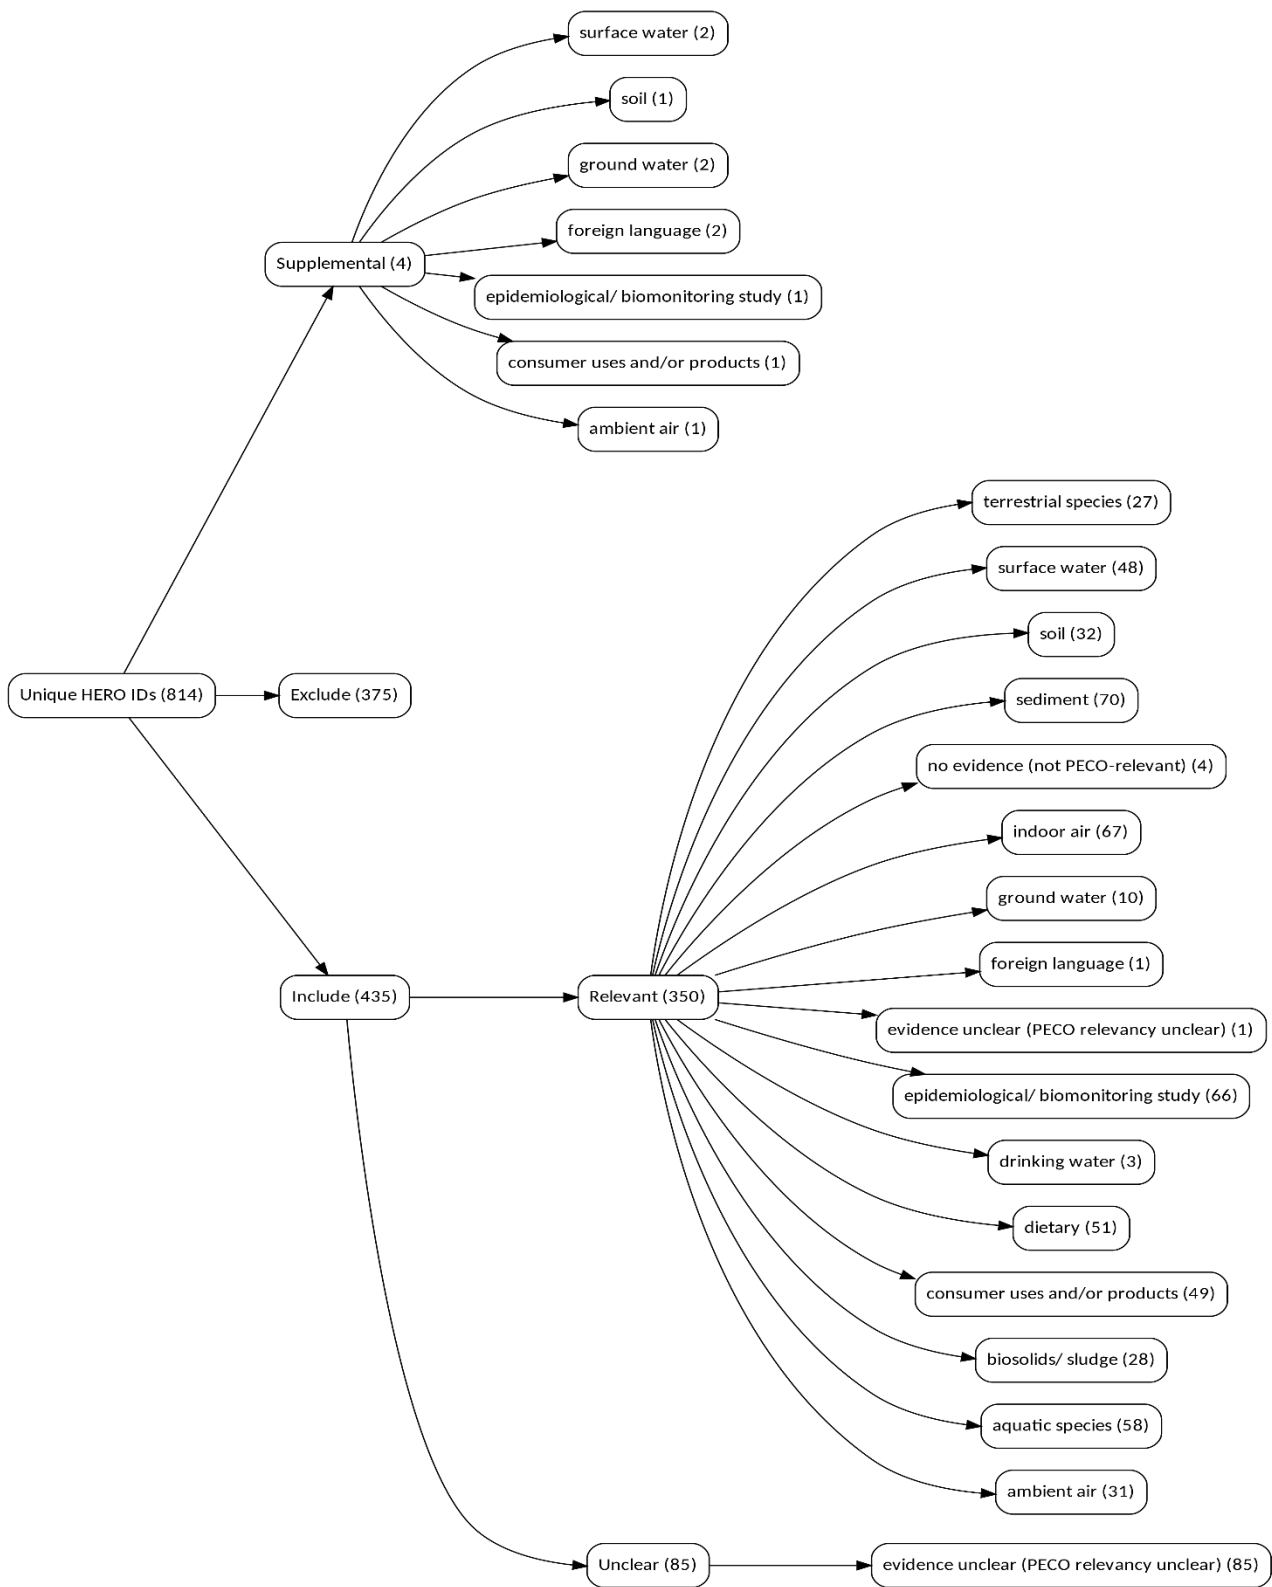 surface water (2)
soil (1)
ground water (2)
foreign language (2)
Supplemental (4)
epidemiological/ biomonitoring study (1)
consumer uses and/or products (1)
ambient air (1)
terrestrial species (27)
surface water (48)
soil (32)
Unique HERO IDs (814)
Exclude (375)
sediment (70)
no evidence (not PECO-relevant) (4)
indoor air (67)
ground water (10)
foreign language (1)
Include (435)
Relevant (350)
evidence unclear (PECO relevancy unclear) (1)
epidemiological/ biomonitoring study (66)
drinking water (3)
dietary (51)
consumer uses and/or products (49)
biosolids/ sludge (28)
aquatic species (58)
ambient air (31)
Unclear (85)
evidence unclear (PECO relevancy unclear) (85)